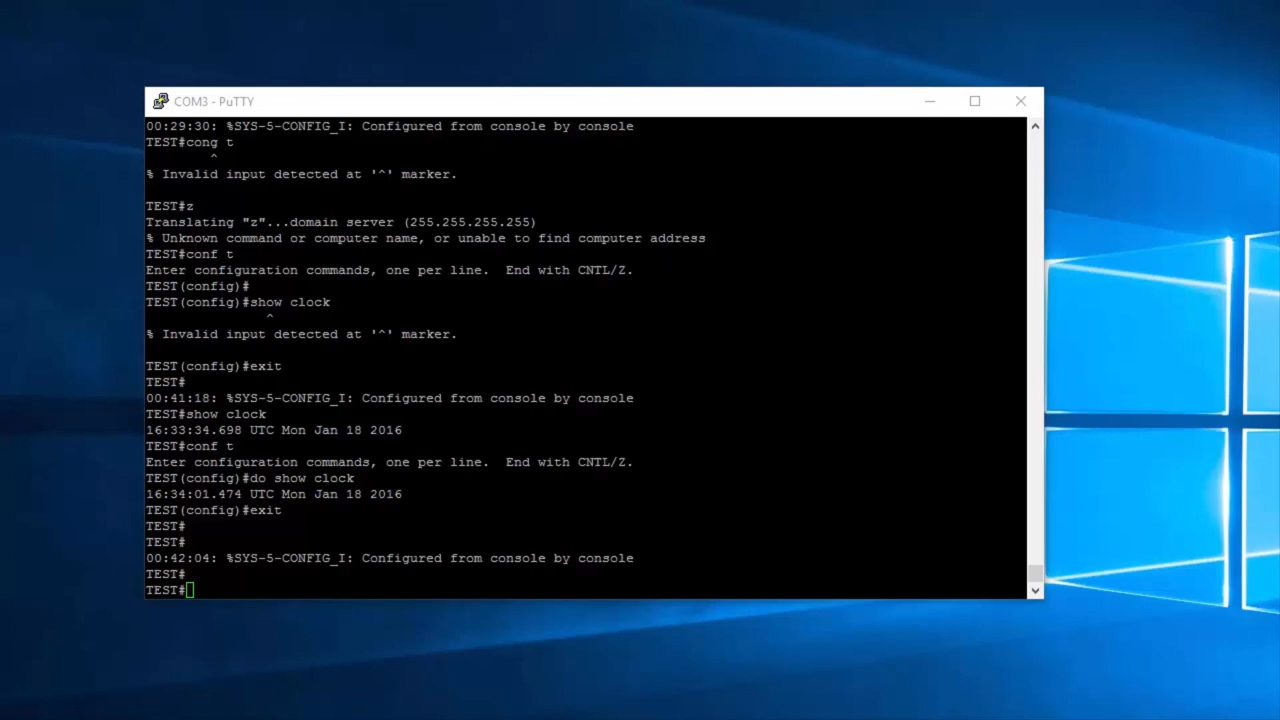 COM3 - PuTTY
00:29:30: %SYS-5-CONFIG_I: Configured from console by console
TEST#cong t
^
% Invalid input detected at '^' marker.
TEST#z
Translating "z"...domain server (255.255.255.255)
% Unknown command or computer name, or unable to find computer address
TEST#conf t
Enter configuration commands, one per line.  End with CNTL/Z.
TEST(config)#
TEST(config)#show clock
^
% Invalid input detected at '^' marker.
TEST(config)#exit
TEST#
00:41:18: %SYS-5-CONFIG_I: Configured from console by console
TEST#show clock
16:33:34.698 UTC Mon Jan 18 2016
TEST#conf t
Enter configuration commands, one per line.  End with CNTL/Z.
TEST(config)#do show clock
16:34:01.474 UTC Mon Jan 18 2016
TEST(config)#exit
TEST#
TEST#
00:42:04: %SYS-5-CONFIG_I: Configured from console by console
TEST#
TEST#